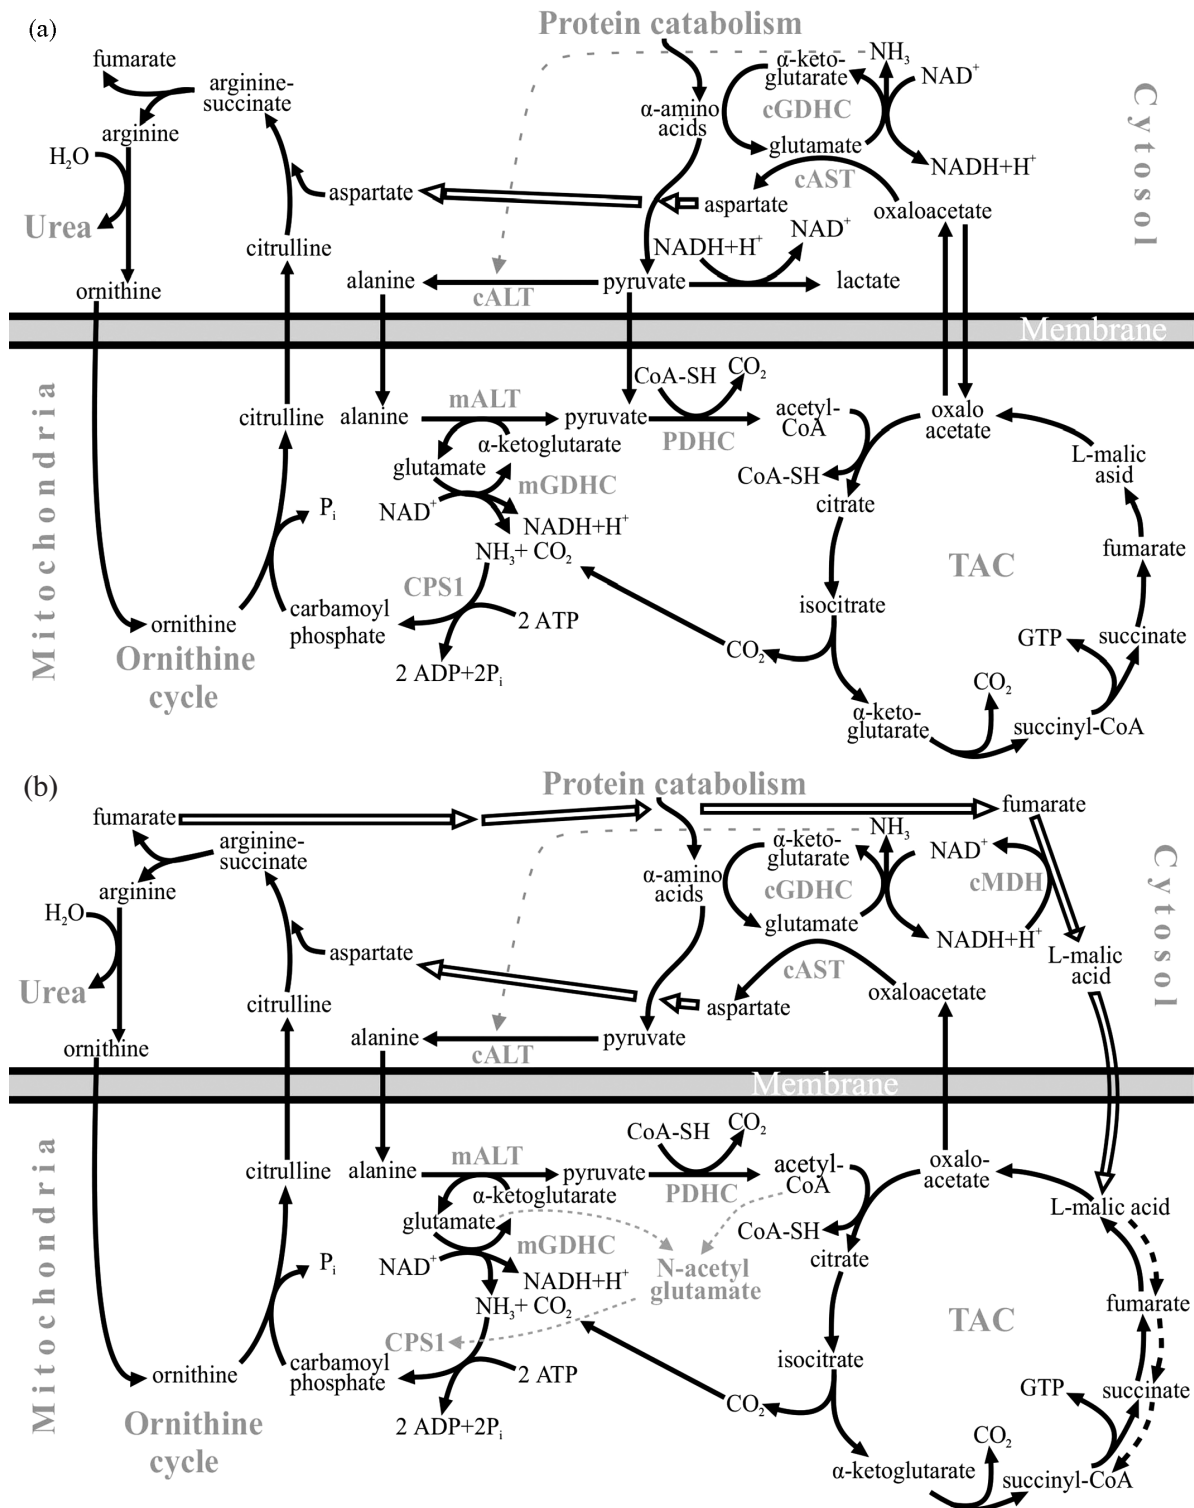 (a)
Protein catabolism
fumarate
arginine-
succinate
arginine
H₂O
Urea
ornithine
citrulline
aspartate
α-amino
acids
α-keto-
glutarate
NH₃
NAD⁺
cGDHC
glutamate
NADH+H⁺
cAST
aspartate
oxaloacetate
NADH+H⁺
NAD⁺
alanine
cALT
pyruvate
lactate
Cytosol
Membrane
Mitochondria
citrulline
alanine
mALT
pyruvate
CoA-SH
CO₂
PDHC
acetyl-
CoA
oxalo
acetate
α-ketoglutarate
glutamate
mGDHC
NAD⁺
NADH+H⁺
CoA-SH
citrate
L-malic
asid
Pᵢ
NH₃+ CO₂
CPS1
TAC
fumarate
ornithine
carbamoyl
phosphate
2 ATP
2 ADP+2Pᵢ
isocitrate
CO₂
GTP
succinate
Ornithine
cycle
α-keto-
glutarate
CO₂
succinyl-CoA
(b)
Protein catabolism
fumarate
fumarate
arginine-
succinate
arginine
H₂O
Urea
ornithine
citrulline
aspartate
α-amino
acids
α-keto-
glutarate
NH₃
NAD⁺
cGDHC
cMDH
glutamate
NADH+H⁺
L-malic
acid
cAST
aspartate
oxaloacetate
alanine
cALT
pyruvate
Cytosol
Membrane
Mitochondria
citrulline
alanine
mALT
pyruvate
CoA-SH
CO₂
PDHC
acetyl-
CoA
oxalo-
acetate
α-ketoglutarate
glutamate
mGDHC
NAD⁺
NADH+H⁺
N-acetyl
glutamate
CoA-SH
citrate
L-malic acid
Pᵢ
NH₃+ CO₂
CPS1
TAC
fumarate
ornithine
carbamoyl
phosphate
2 ATP
2 ADP+2Pᵢ
isocitrate
CO₂
GTP
succinate
Ornithine
cycle
α-ketoglutarate
CO₂
succinyl-CoA